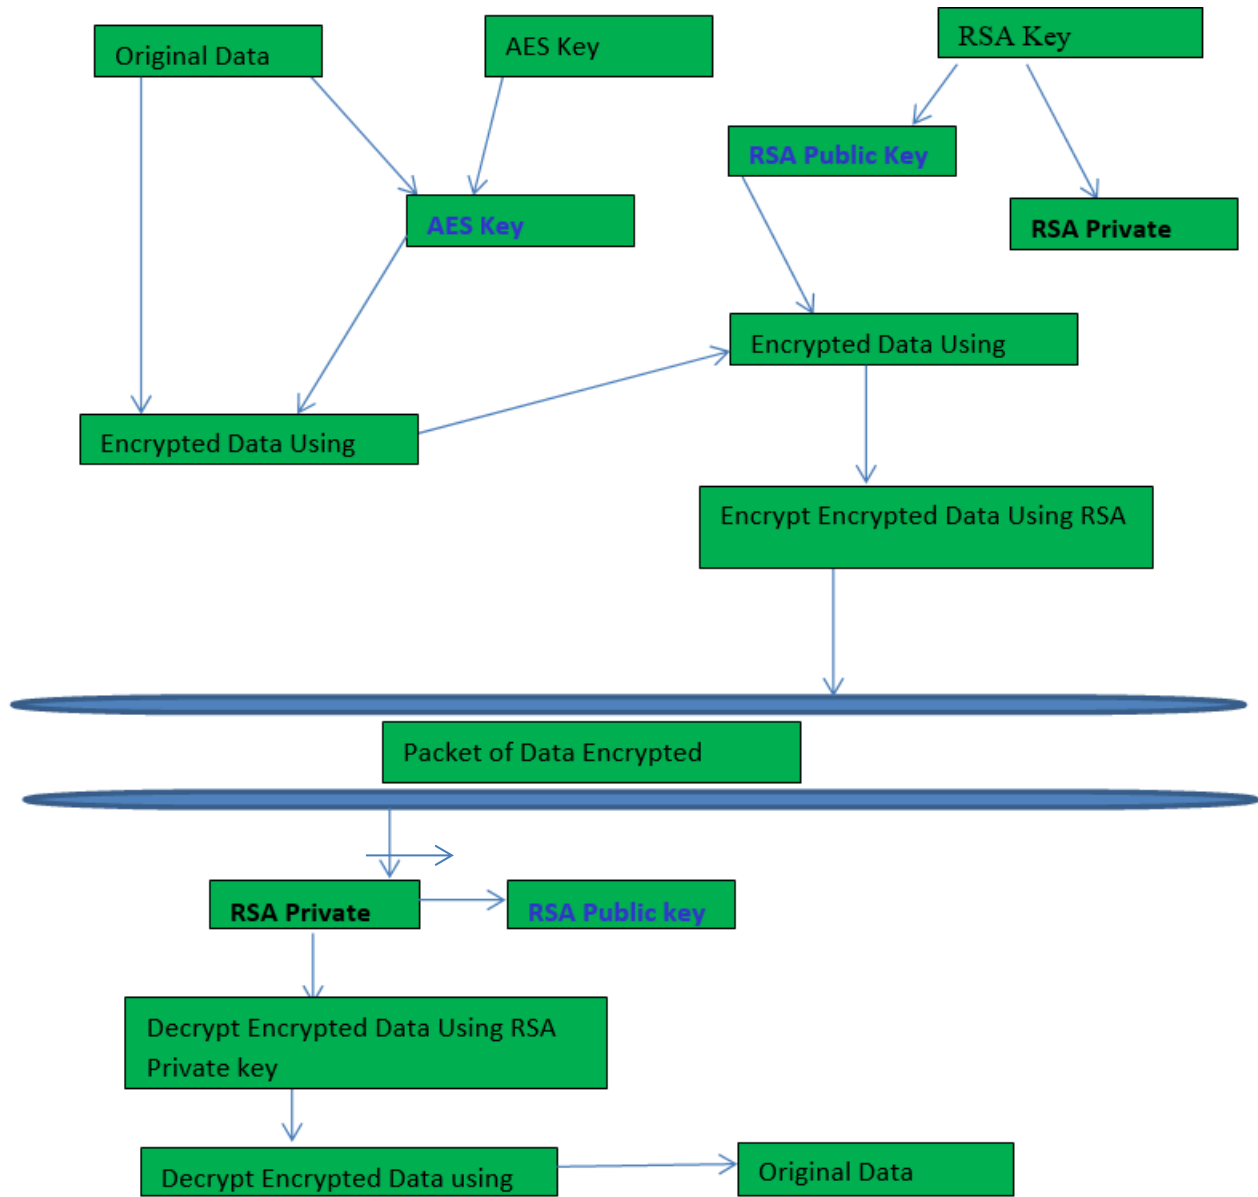 Original Data
AES Key
RSA Key
RSA Public Key
AES Key
RSA Private
Encrypted Data Using
Encrypted Data Using
Encrypt Encrypted Data Using RSA
Packet of Data Encrypted
RSA Private
RSA Public key
Decrypt Encrypted Data Using RSA
Private key
Decrypt Encrypted Data using
Original Data